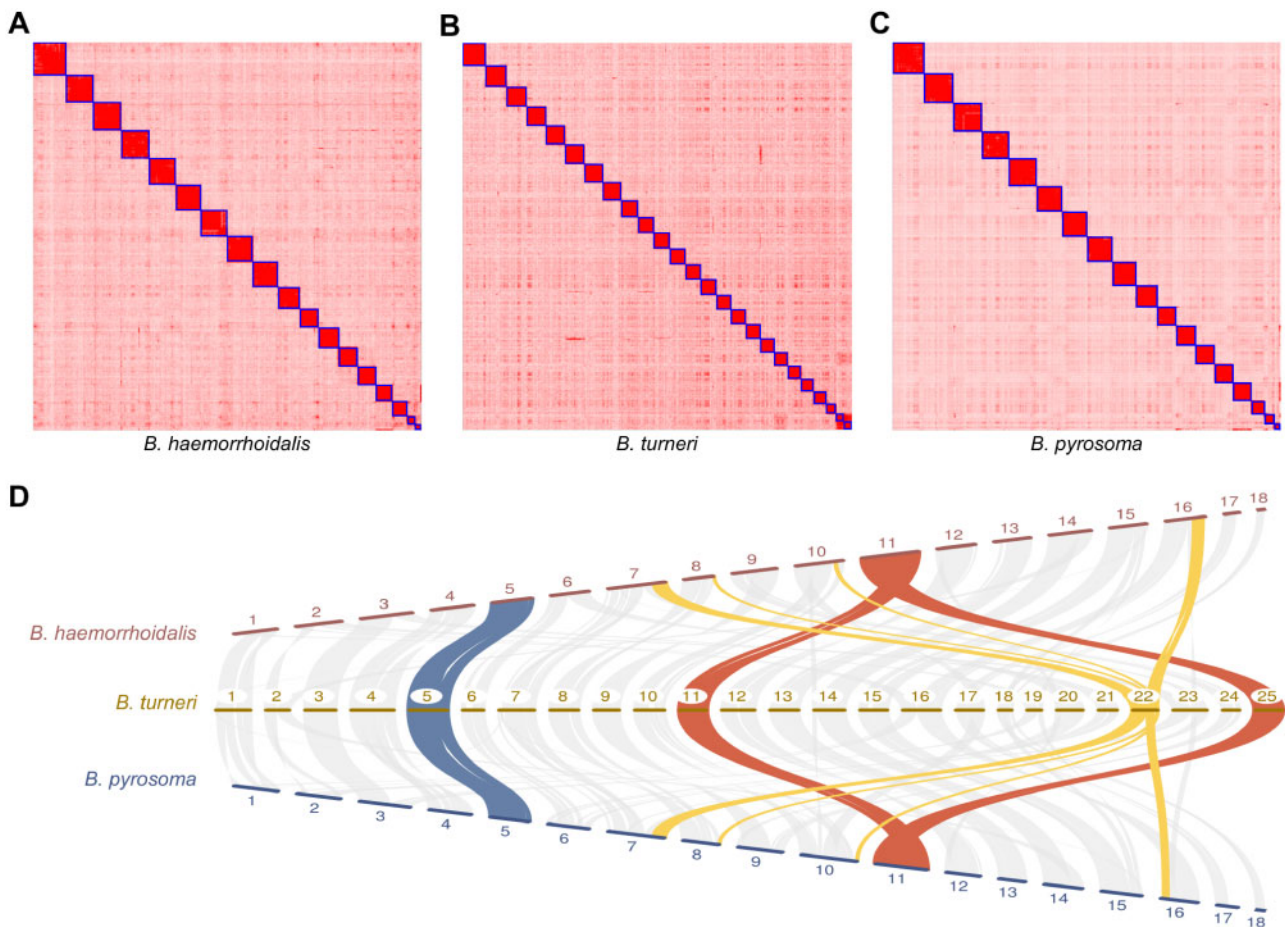 A
B
C
B. haemorrhoidalis
B. turneri
B. pyrosoma
D
B. haemorrhoidalis
1 2 3 4 5 6 7 8 9 10 11 12 13 14 15 16 17 18
B. turneri
1 2 3 4 5 6 7 8 9 10 11 12 13 14 15 16 17 18 19 20 21 22 23 24 25
B. pyrosoma
1 2 3 4 5 6 7 8 9 10 11 12 13 14 15 16 17 18